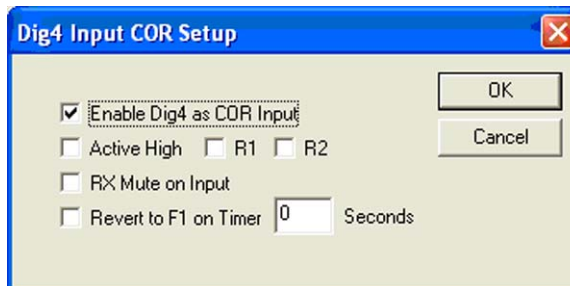 Dig4 Input COR Setup
Enable Dig4 as COR Input
Active High R1 R2
RX Mute on Input
Revert to F1 on Timer 0 Seconds
OK
Cancel